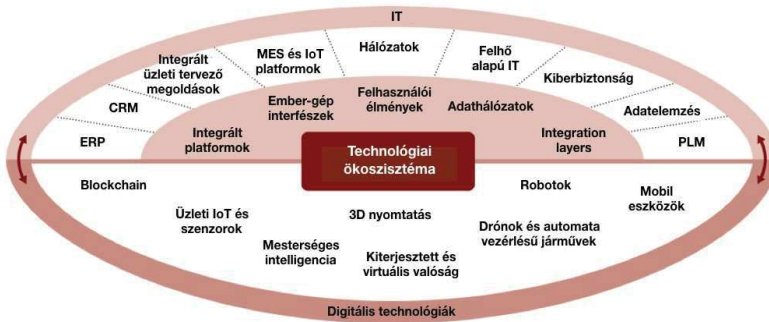 IT
Integrált
üzleti tervező
megoldások
MES és IoT
platformok
Hálózatok
Felhő
alapú IT
Kiberbiztonság
CRM
Adatelemzés
ERP
PLM
Integrált
platformok
Ember-gép
interfészek
Felhasználói
élmények
Adathálózatok
Integration
layers
Technológiai
ökoszisztéma
Blockchain
Üzleti IoT és
szenzorok
Mesterséges
intelligencia
3D nyomtatás
Kiterjesztett és
virtuális valóság
Robotok
Drónok és automata
vezérlésű járművek
Mobil
eszközök
Digitális technológiák